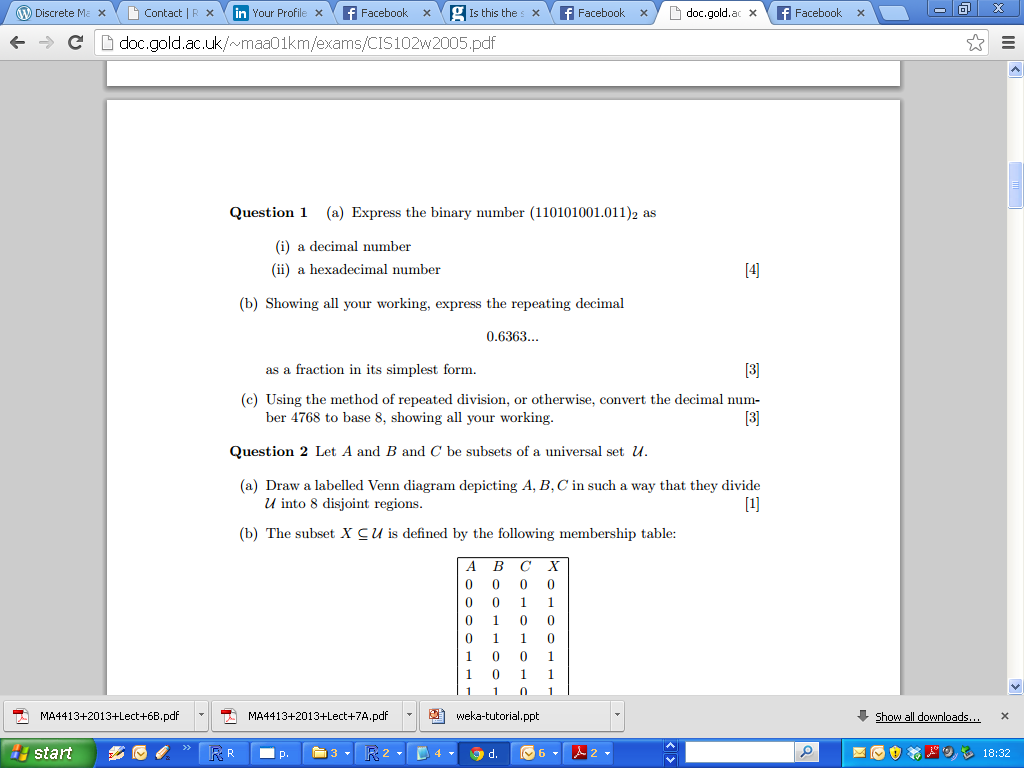 Discrete Ma
Contact | R
Your Profile
Facebook
Is this the s
Facebook
doc.gold.ac
Facebook
doc.gold.ac.uk/~maa01km/exams/CIS102w2005.pdf
Question 1 (a) Express the binary number (110101001.011)₂ as
(i) a decimal number
(ii) a hexadecimal number [4]
(b) Showing all your working, express the repeating decimal
0.6363...
as a fraction in its simplest form. [3]
(c) Using the method of repeated division, or otherwise, convert the decimal num-
ber 4768 to base 8, showing all your working. [3]
Question 2 Let A and B and C be subsets of a universal set U.
(a) Draw a labelled Venn diagram depicting A, B, C in such a way that they divide
U into 8 disjoint regions. [1]
(b) The subset X ⊆ U is defined by the following membership table:
A B C X
0 0 0 0
0 0 1 1
0 1 0 0
0 1 1 0
1 0 0 1
1 0 1 1
1 1 0 1
MA4413+2013+Lect+6B.pdf
MA4413+2013+Lect+7A.pdf
weka-tutorial.ppt
Show all downloads...
start
R
p.
3
2
4
d.
6
2
18:32